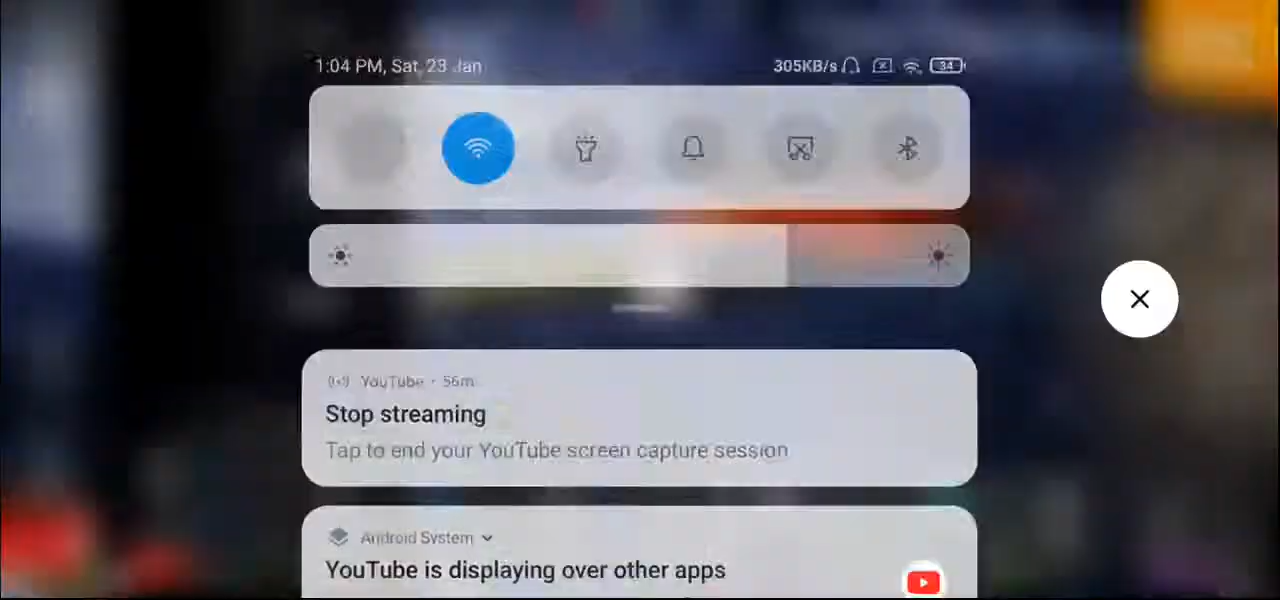 1:04 PM, Sat, 23 Jan
305KB/s
34
YouTube · 56m
Stop streaming
Tap to end your YouTube screen capture session
Android System
YouTube is displaying over other apps